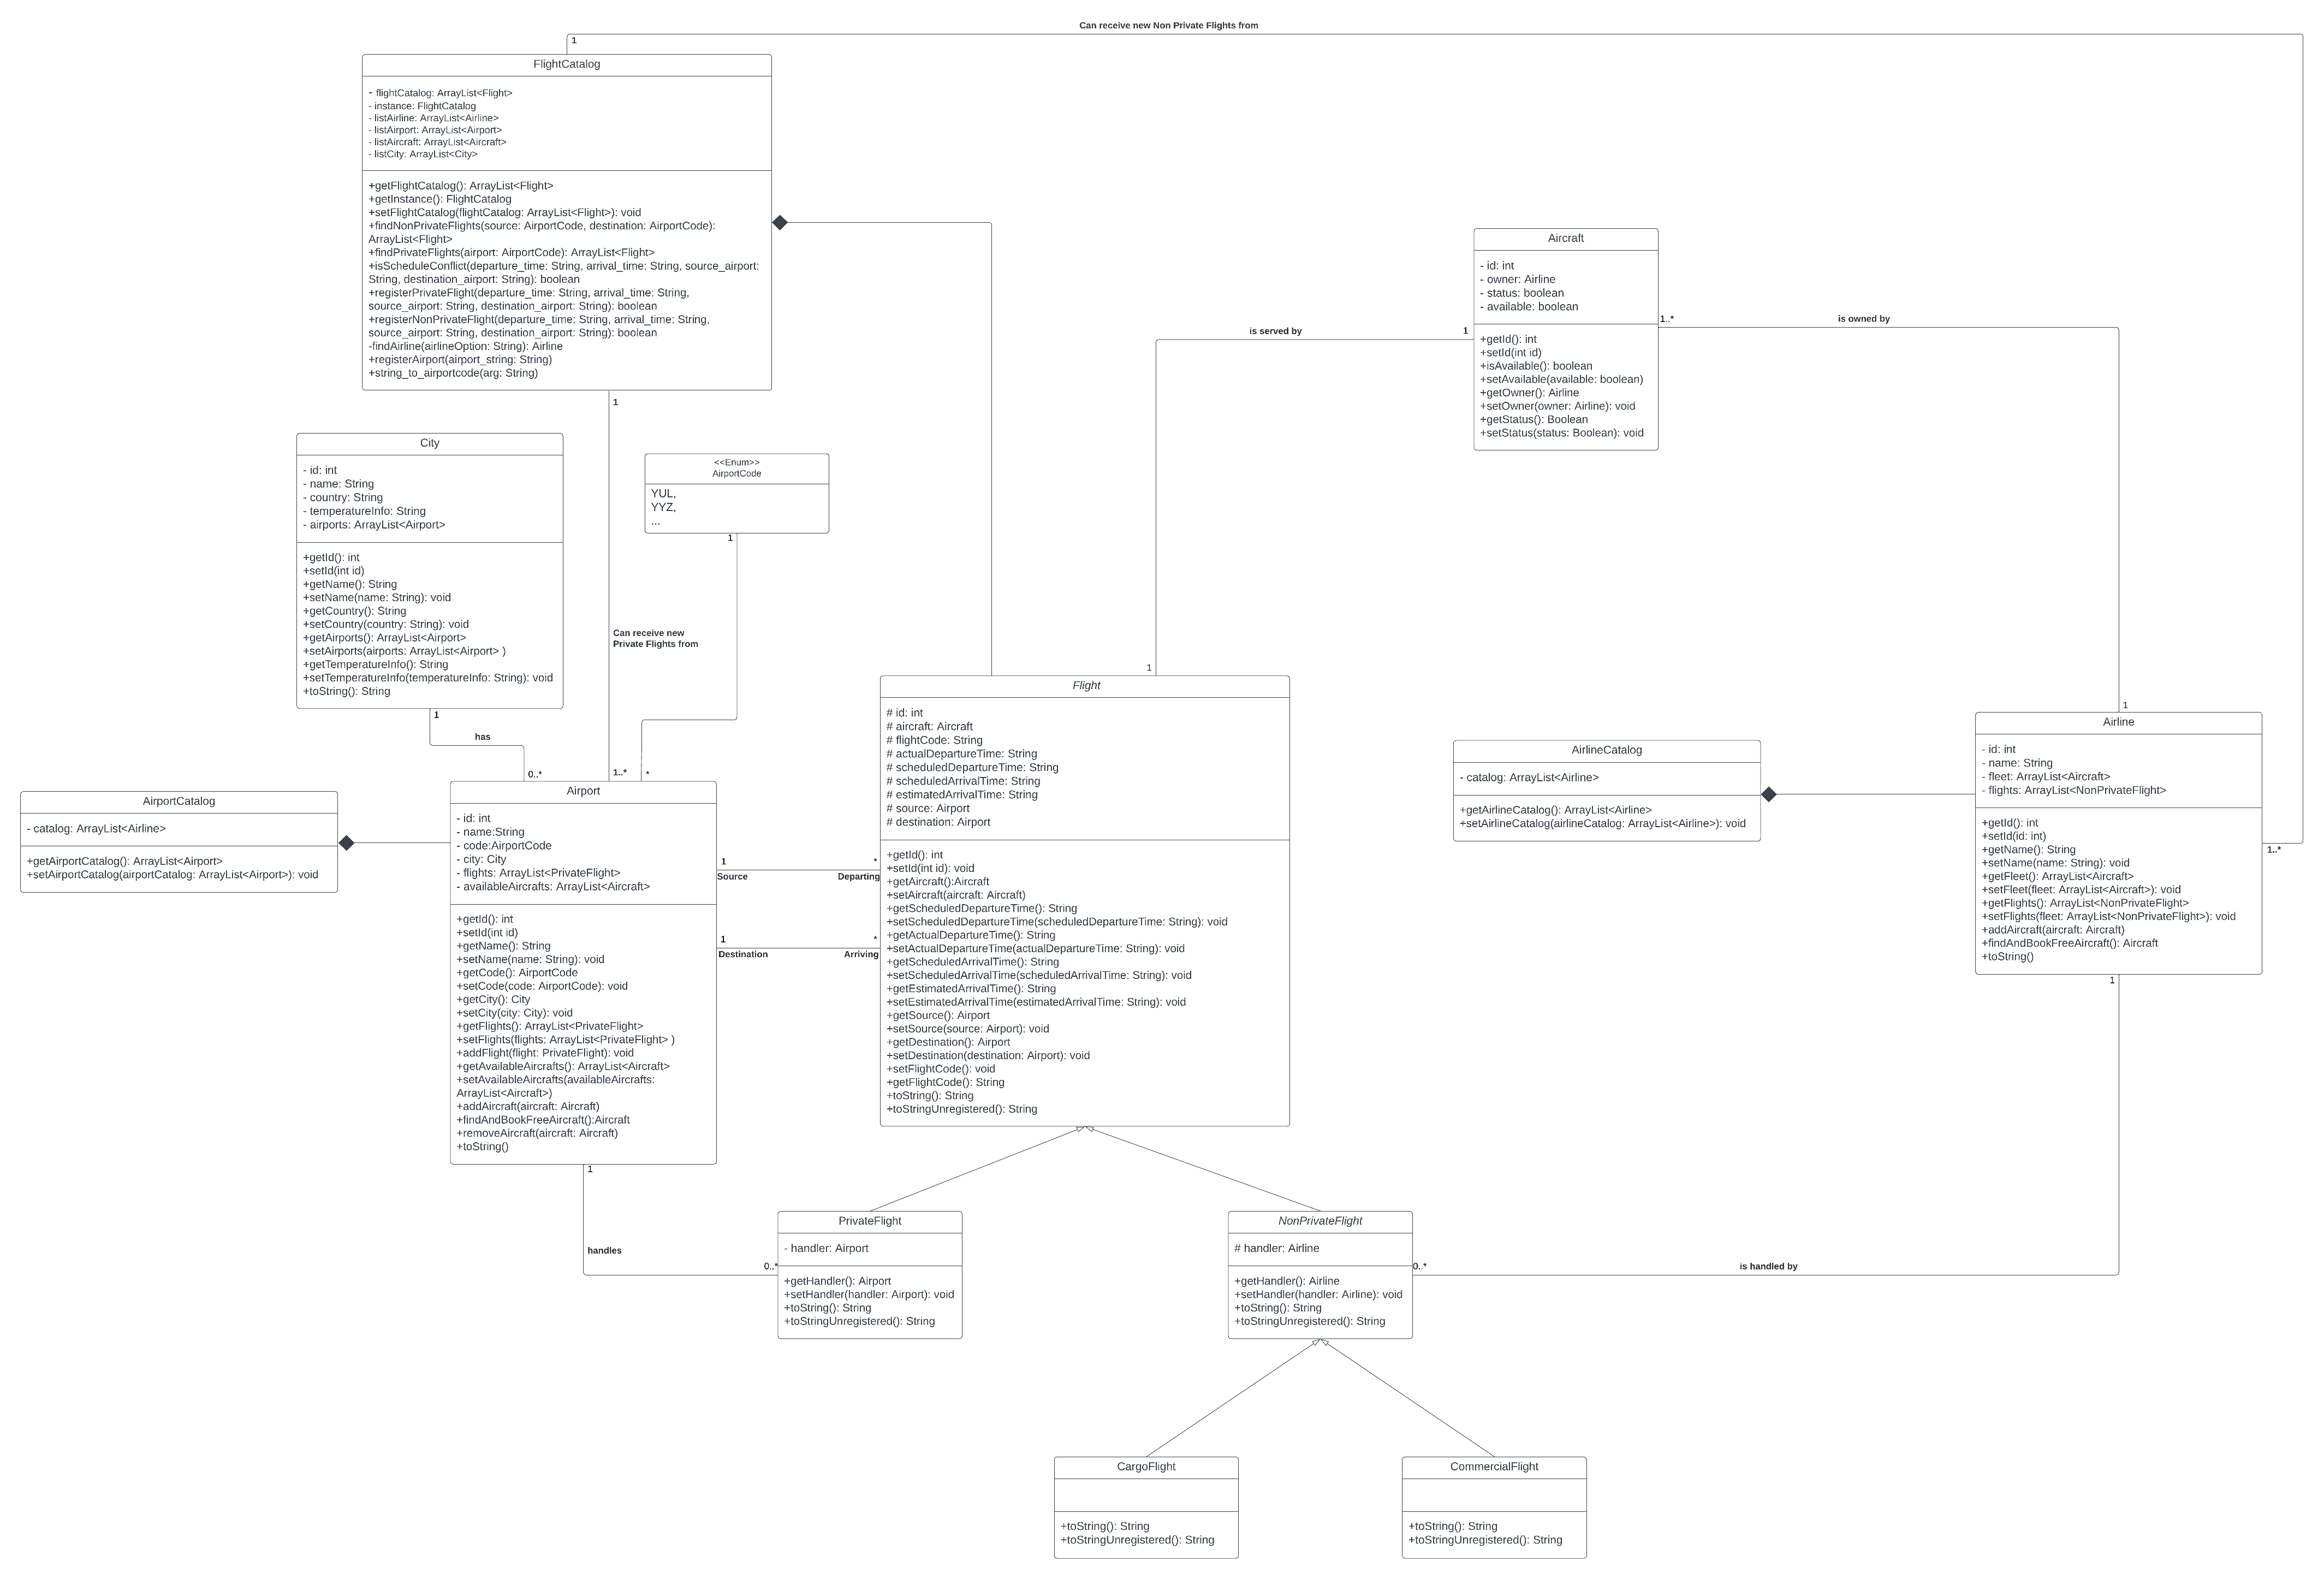 Can receive new Non Private Flights from
1
FlightCatalog
- flightCatalog: ArrayList<Flight>
- instance: FlightCatalog
- listAirline: ArrayList<Airline>
- listAirport: ArrayList<Airport>
- listAircraft: ArrayList<Aircraft>
- listCity: ArrayList<City>
+getFlightCatalog(): ArrayList<Flight>
+getInstance(): FlightCatalog
+setFlightCatalog(flightCatalog: ArrayList<Flight>): void
+findNonPrivateFlights(source: AirportCode, destination: AirportCode):
ArrayList<Flight>
+findPrivateFlights(airport: AirportCode): ArrayList<Flight>
+isScheduleConflict(departure_time: String, arrival_time: String, source_airport:
String, destination_airport: String): boolean
+registerPrivateFlight(departure_time: String, arrival_time: String,
source_airport: String, destination_airport: String): boolean
+registerNonPrivateFlight(departure_time: String, arrival_time: String,
source_airport: String, destination_airport: String): boolean
-findAirline(airlineOption: String): Airline
+registerAirport(airport_string: String)
+string_to_airportcode(arg: String)
1
Aircraft
- id: int
- owner: Airline
- status: boolean
- available: boolean
+getId(): int
+setId(int id)
+isAvailable(): boolean
+setAvailable(available: boolean)
+getOwner(): Airline
+setOwner(owner: Airline): void
+getStatus(): Boolean
+setStatus(status: Boolean): void
1..*
is owned by
is served by
1
City
- id: int
- name: String
- country: String
- temperatureInfo: String
- airports: ArrayList<Airport>
+getId(): int
+setId(int id)
+getName(): String
+setName(name: String): void
+getCountry(): String
+setCountry(country: String): void
+getAirports(): ArrayList<Airport>
+setAirports(airports: ArrayList<Airport> )
+getTemperatureInfo(): String
+setTemperatureInfo(temperatureInfo: String): void
+toString(): String
1
has
0..*
<<Enum>>
AirportCode
YUL,
YYZ,
...
1
Can receive new
Private Flights from
1..*
*
1
Flight
# id: int
# aircraft: Aircraft
# flightCode: String
# actualDepartureTime: String
# scheduledDepartureTime: String
# scheduledArrivalTime: String
# estimatedArrivalTime: String
# source: Airport
# destination: Airport
+getId(): int
+setId(int id): void
+getAircraft():Aircraft
+setAircraft(aircraft: Aircraft)
+getScheduledDepartureTime(): String
+setScheduledDepartureTime(scheduledDepartureTime: String): void
+getActualDepartureTime(): String
+setActualDepartureTime(actualDepartureTime: String): void
+getScheduledArrivalTime(): String
+setScheduledArrivalTime(scheduledArrivalTime: String): void
+getEstimatedArrivalTime(): String
+setEstimatedArrivalTime(estimatedArrivalTime: String): void
+getSource(): Airport
+setSource(source: Airport): void
+getDestination(): Airport
+setDestination(destination: Airport): void
+setFlightCode(): void
+getFlightCode(): String
+toString(): String
+toStringUnregistered(): String
AirportCatalog
- catalog: ArrayList<Airline>
+getAirportCatalog(): ArrayList<Airport>
+setAirportCatalog(airportCatalog: ArrayList<Airport>): void
Airport
- id: int
- name:String
- code:AirportCode
- city: City
- flights: ArrayList<PrivateFlight>
- availableAircrafts: ArrayList<Aircraft>
+getId(): int
+setId(int id)
+getName(): String
+setName(name: String): void
+getCode(): AirportCode
+setCode(code: AirportCode): void
+getCity(): City
+setCity(city: City): void
+getFlights(): ArrayList<PrivateFlight>
+setFlights(flights: ArrayList<PrivateFlight> )
+addFlight(flight: PrivateFlight): void
+getAvailableAircrafts(): ArrayList<Aircraft>
+setAvailableAircrafts(availableAircrafts:
ArrayList<Aircraft>)
+addAircraft(aircraft: Aircraft)
+findAndBookFreeAircraft():Aircraft
+removeAircraft(aircraft: Aircraft)
+toString()
1
*
Source
Departing
1
*
Destination
Arriving
AirlineCatalog
- catalog: ArrayList<Airline>
+getAirlineCatalog(): ArrayList<Airline>
+setAirlineCatalog(airlineCatalog: ArrayList<Airline>): void
1
Airline
- id: int
- name: String
- fleet: ArrayList<Aircraft>
- flights: ArrayList<NonPrivateFlight>
+getId(): int
+setId(id: int)
+getName(): String
+setName(name: String): void
+getFleet(): ArrayList<Aircraft>
+setFleet(fleet: ArrayList<Aircraft>): void
+getFlights(): ArrayList<NonPrivateFlight>
+setFlights(fleet: ArrayList<NonPrivateFlight>): void
+addAircraft(aircraft: Aircraft)
+findAndBookFreeAircraft(): Aircraft
+toString()
1..*
1
1
handles
0..*
PrivateFlight
- handler: Airport
+getHandler(): Airport
+setHandler(handler: Airport): void
+toString(): String
+toStringUnregistered(): String
NonPrivateFlight
# handler: Airline
+getHandler(): Airline
+setHandler(handler: Airline): void
+toString(): String
+toStringUnregistered(): String
0..*
is handled by
CargoFlight
+toString(): String
+toStringUnregistered(): String
CommercialFlight
+toString(): String
+toStringUnregistered(): String